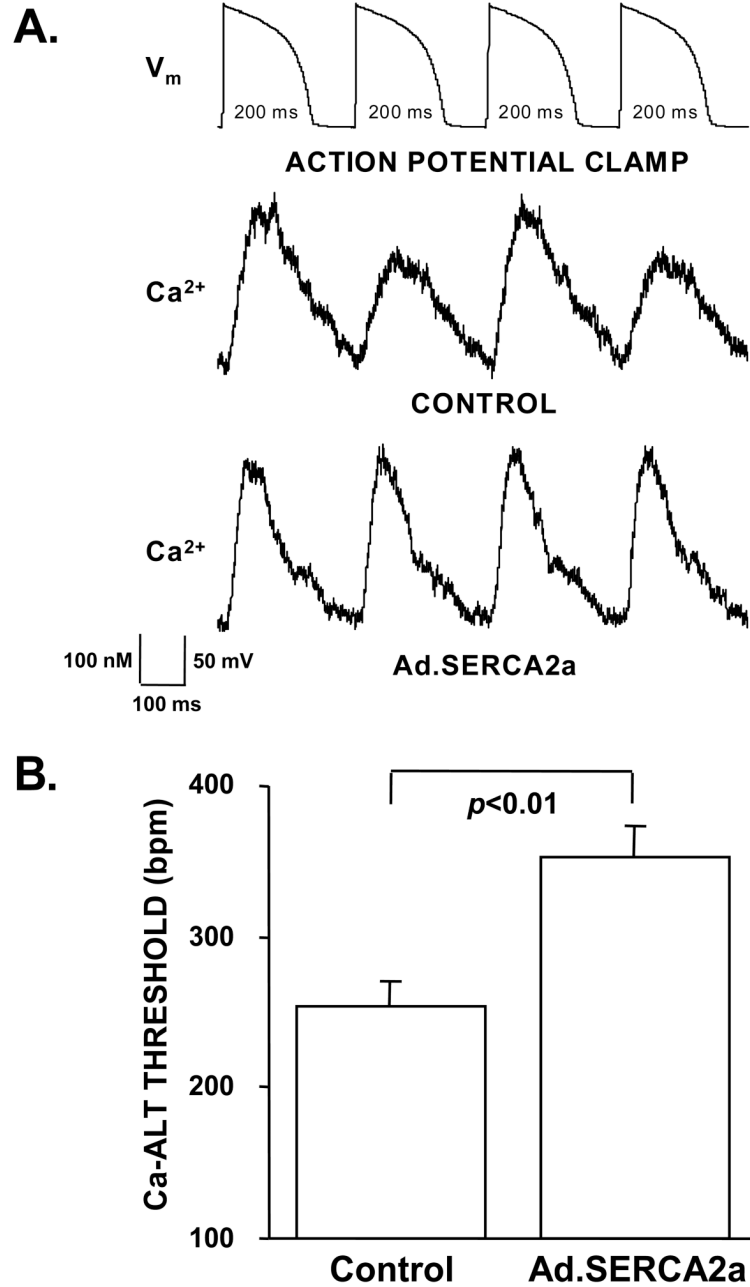 A.
Vm
200 ms 200 ms 200 ms 200 ms
ACTION POTENTIAL CLAMP
Ca2+
CONTROL
Ca2+
100 nM 50 mV
100 ms
Ad.SERCA2a
B.
Ca-ALT THRESHOLD (bpm)
400
300
200
100
p<0.01
Control Ad.SERCA2a